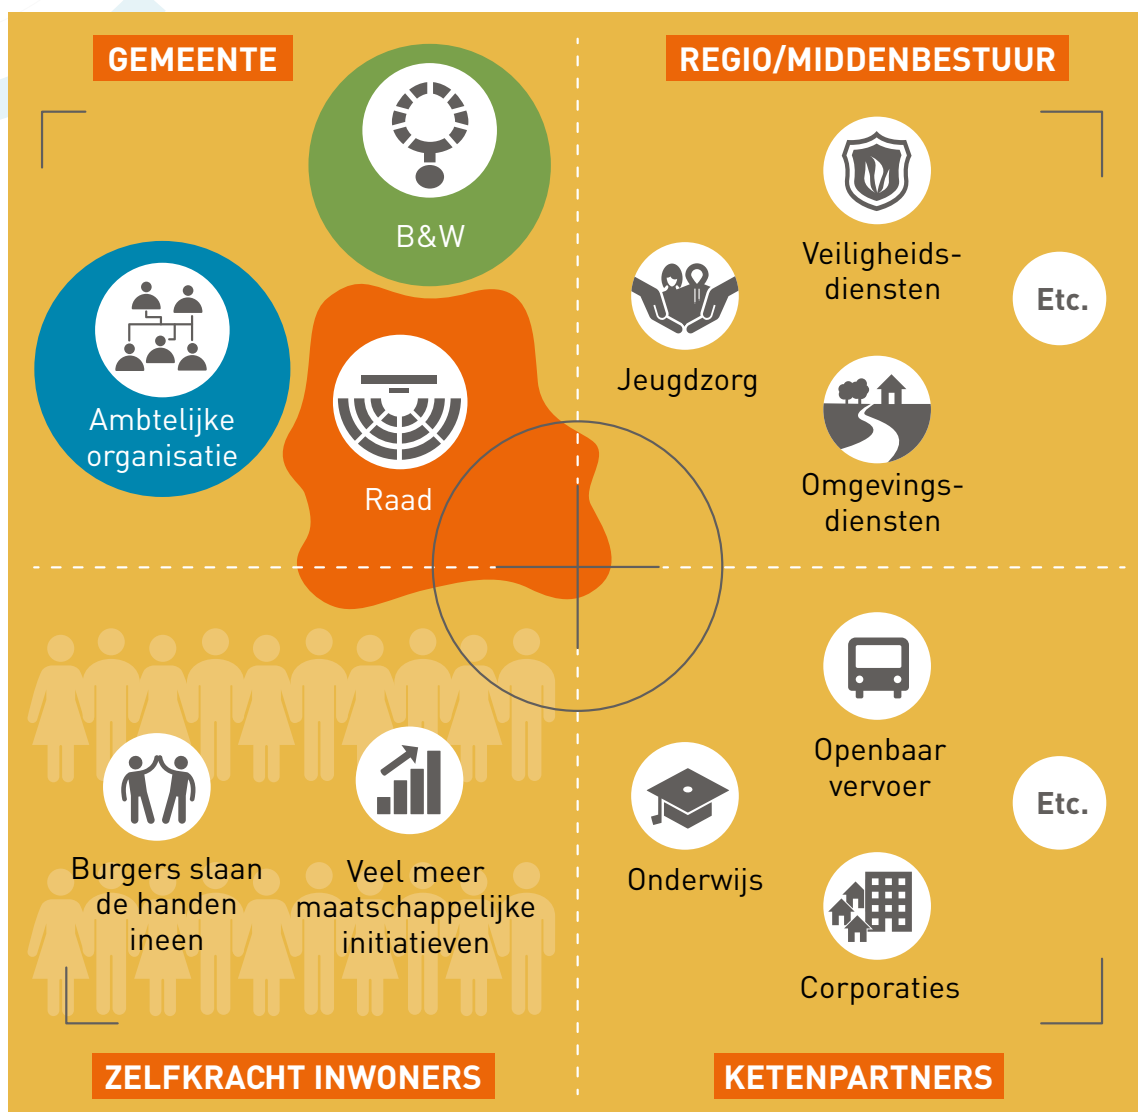 GEMEENTE
B&W
Ambtelijke
organisatie
Raad
REGIO/MIDDENBESTUUR
Veiligheids-
diensten
Etc.
Jeugdzorg
Omgevings-
diensten
Burgers slaan
de handen
ineen
Veel meer
maatschappelijke
initiatieven
ZELFKRACHT INWONERS
Openbaar
vervoer
Etc.
Onderwijs
Corporaties
KETENPARTNERS